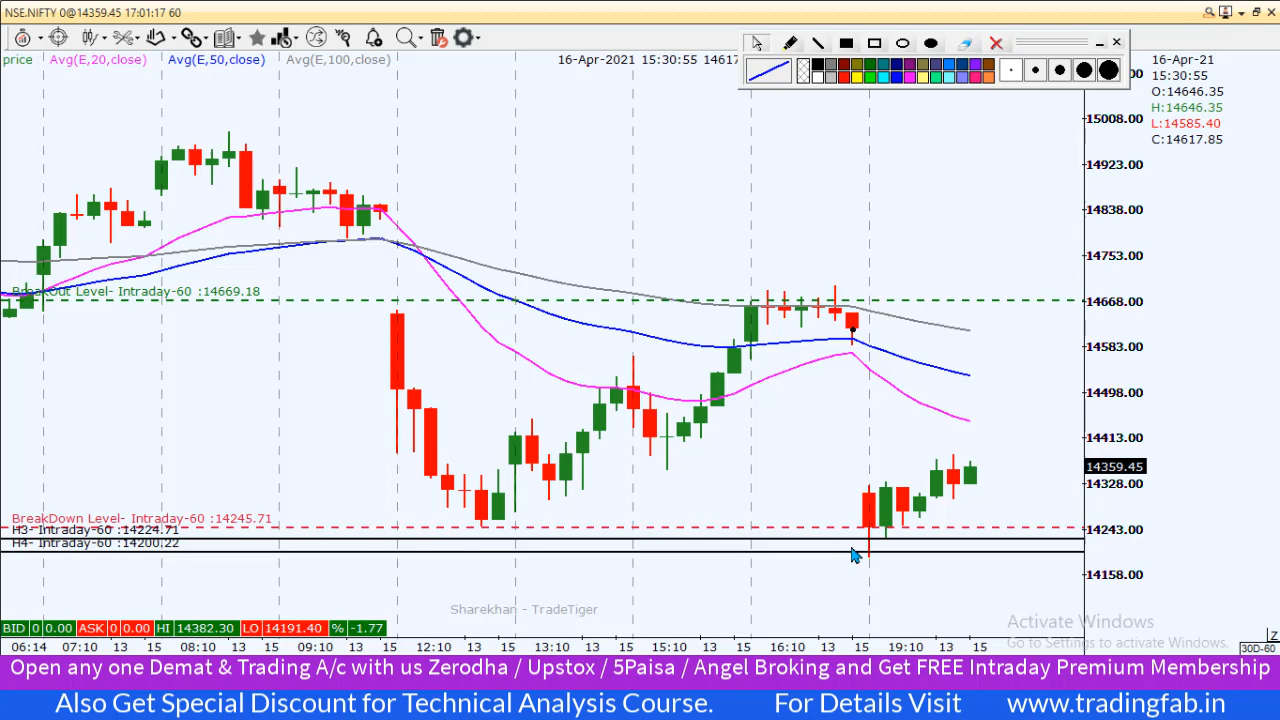 NSE.NIFTY 0@14359.45 17:01:17 60
price Avg(E,20,close) Avg(E,50,close) Avg(E,100,close) 16-Apr-2021 15:30:55 1461
16-Apr-21
15:30:55
O:14646.35
H:14646.35
L:14585.40
C:14617.85
15008.00
14923.00
14838.00
14753.00
14668.00
14583.00
14498.00
14413.00
14359.45
14328.00
14243.00
14158.00
BreakOut Level- Intraday-60 :14669.18
BreakDown Level- Intraday-60 :14245.71
H3- Intraday-60 :14224.71
H4- Intraday-60 :14200.22
Sharekhan - TradeTiger
Activate Windows
Go to Settings to activate Windows.
BID 0 0.00 ASK 0 0.00 HI 14382.30 LO 14191.40 % -1.77
06:14 07:10 13 15 08:10 13 15 09:10 13 15 12:10 13 15 13:10 13 15 15:10 13 15 16:10 13 15 19:10 13 15
Z
30D-60
Open any one Demat & Trading A/c with us Zerodha / Upstox / 5Paisa / Angel Broking and Get FREE Intraday Premium Membership
Also Get Special Discount for Technical Analysis Course. For Details Visit www.tradingfab.in